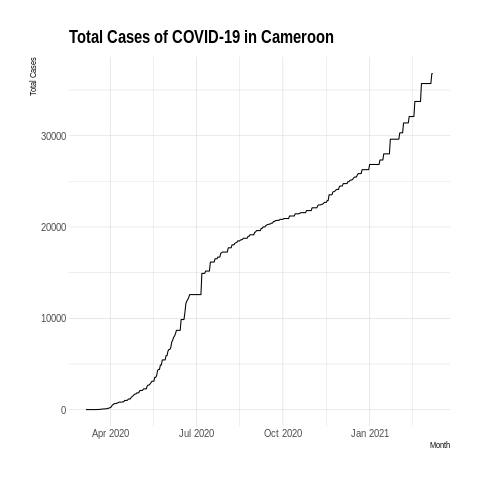 Total Cases of COVID-19 in Cameroon
Total Cases
30000
20000
10000
0
Apr 2020 Jul 2020 Oct 2020 Jan 2021
Month